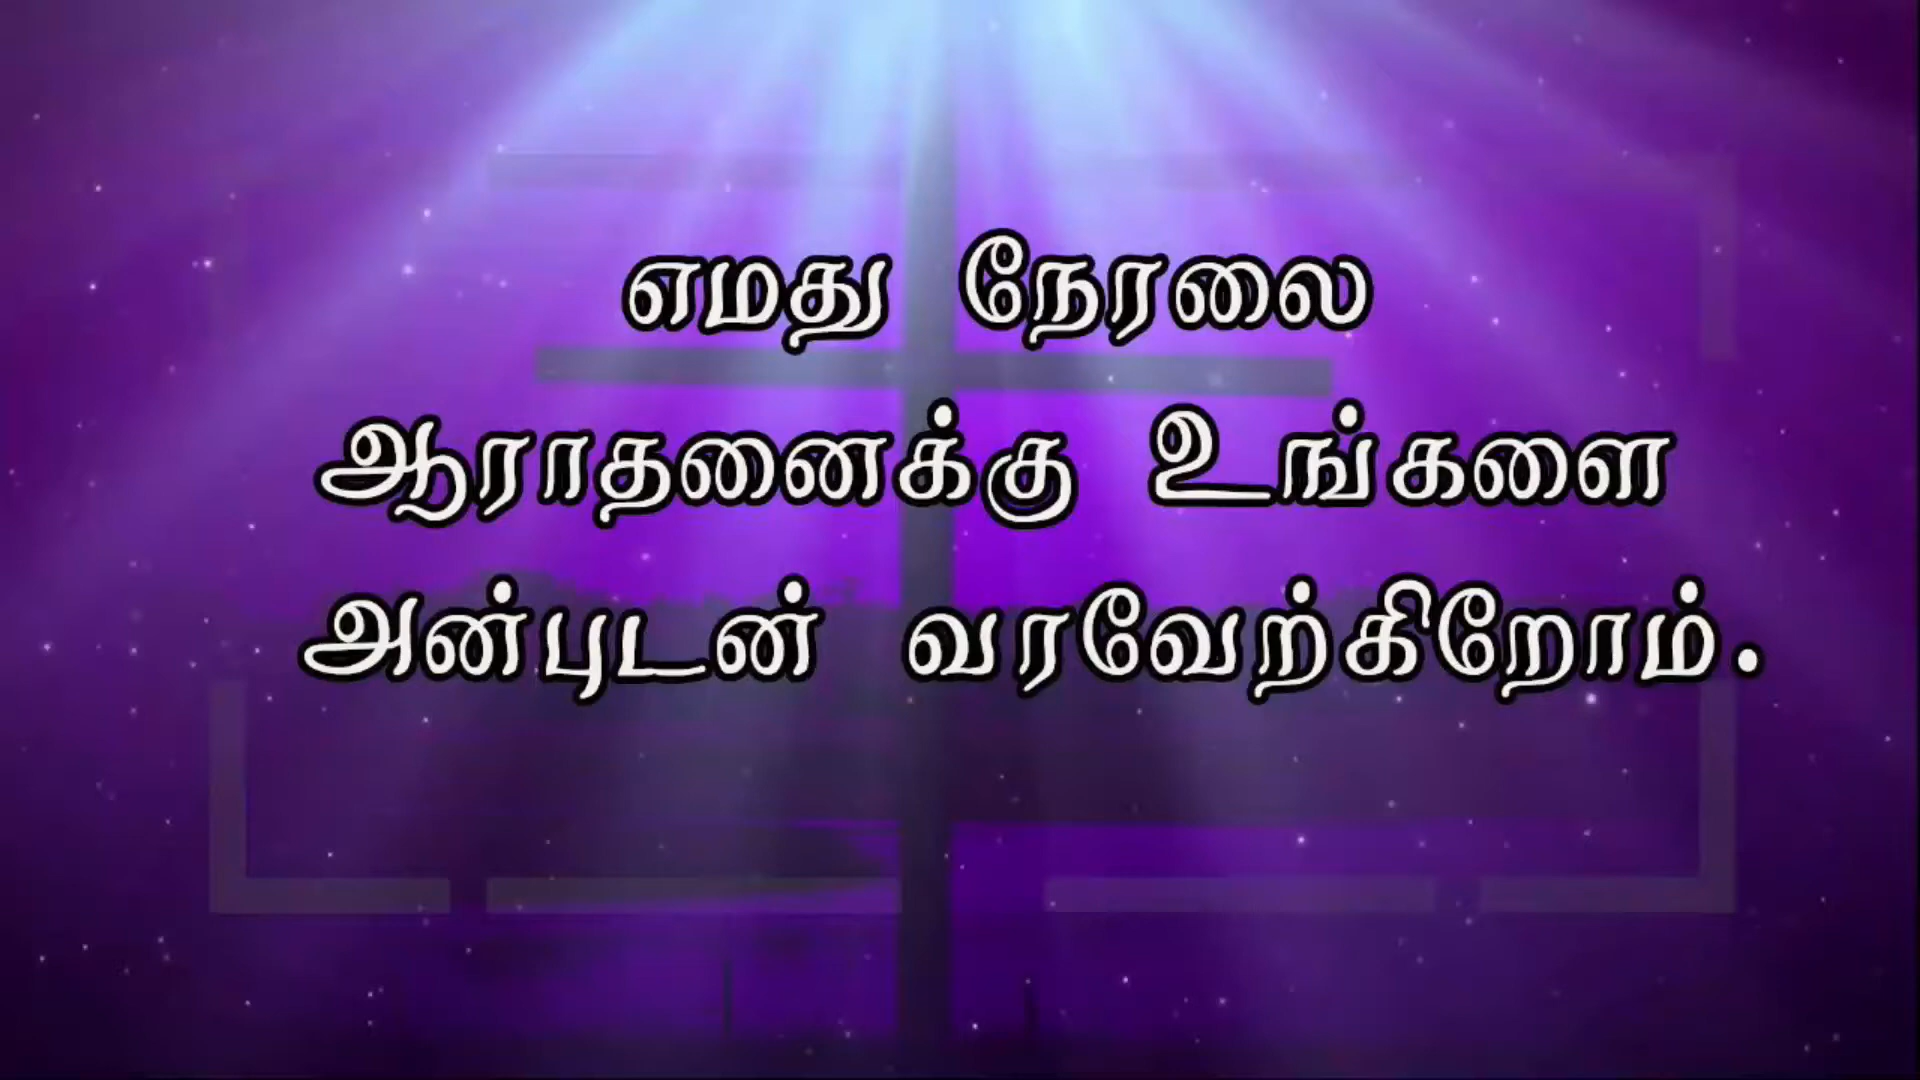 எமது நேரலை
ஆராதனைக்கு உங்களை
அன்புடன் வரவேற்கிறோம்.